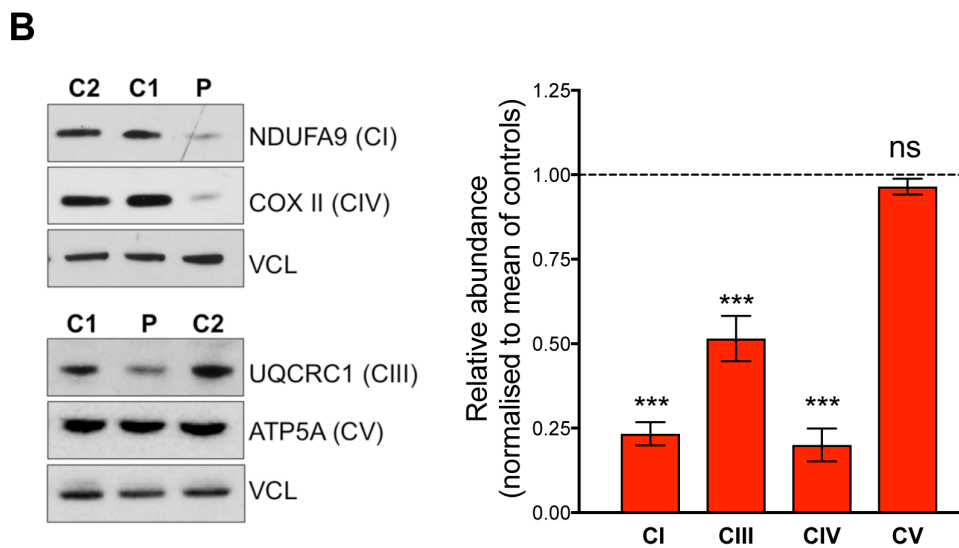 B
C2 C1 P
NDUFA9 (CI)
COX II (CIV)
VCL
C1 P C2
UQCRC1 (CIII)
ATP5A (CV)
VCL
Relative abundance
(normalised to mean of controls)
1.25
1.00
0.75
0.50
0.25
0.00
***
***
***
ns
CI CIII CIV CV